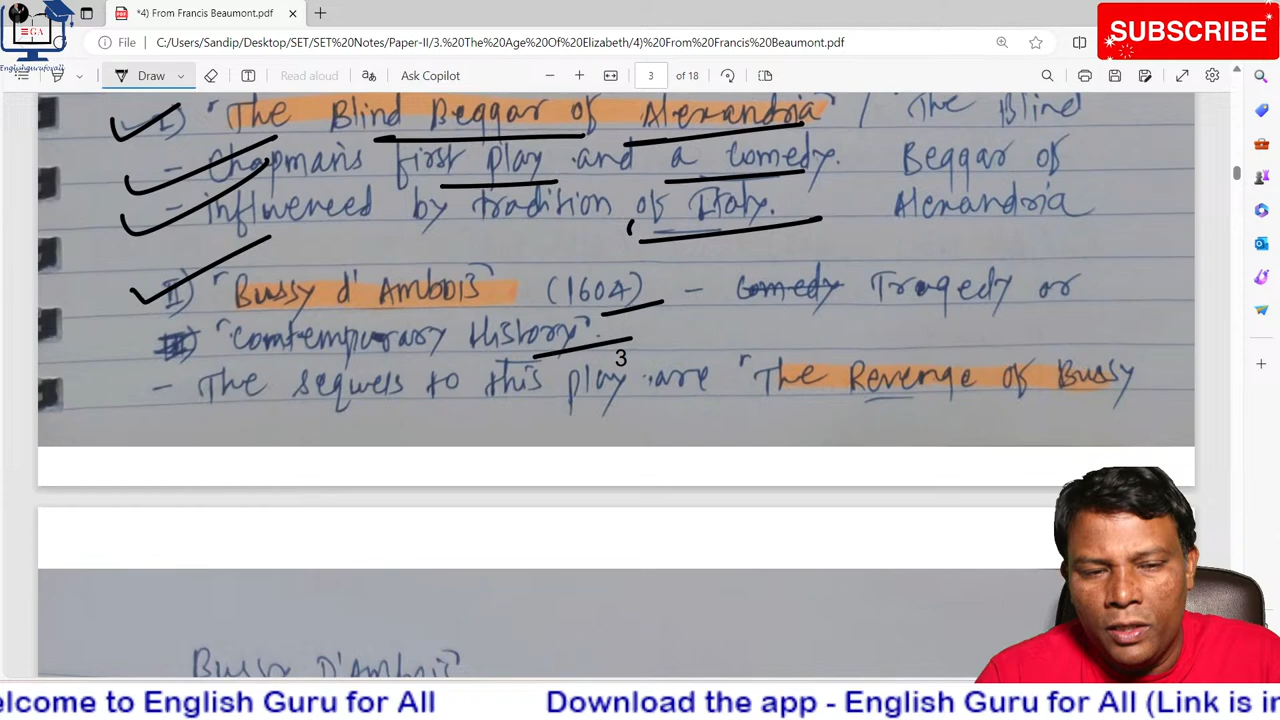 *4) From Francis Beaumont.pdf
SUBSCRIBE
EGA
Englishguruforall
File
C:/Users/Sandip/Desktop/SET/SET%20Notes/Paper-II/3.%20The%20Age%20Of%20Elizabeth/4)%20From%20Francis%20Beaumont.pdf
Draw
Read aloud
Ask Copilot
3 of 18
I) "The Blind Beggar of Alexandria" / The Blind
- Chapman's first play and a comedy. Beggar of
- influenced by tradition of Italy. Alexandria
II) "Bussy d' Ambois" (1604) - comedy Tragedy or
"contemporary History".
3
- The sequels to this play are "The Revenge of Bussy
Bussy D'Ambois"
elcome to English Guru for All
Download the app - English Guru for All (Link is in